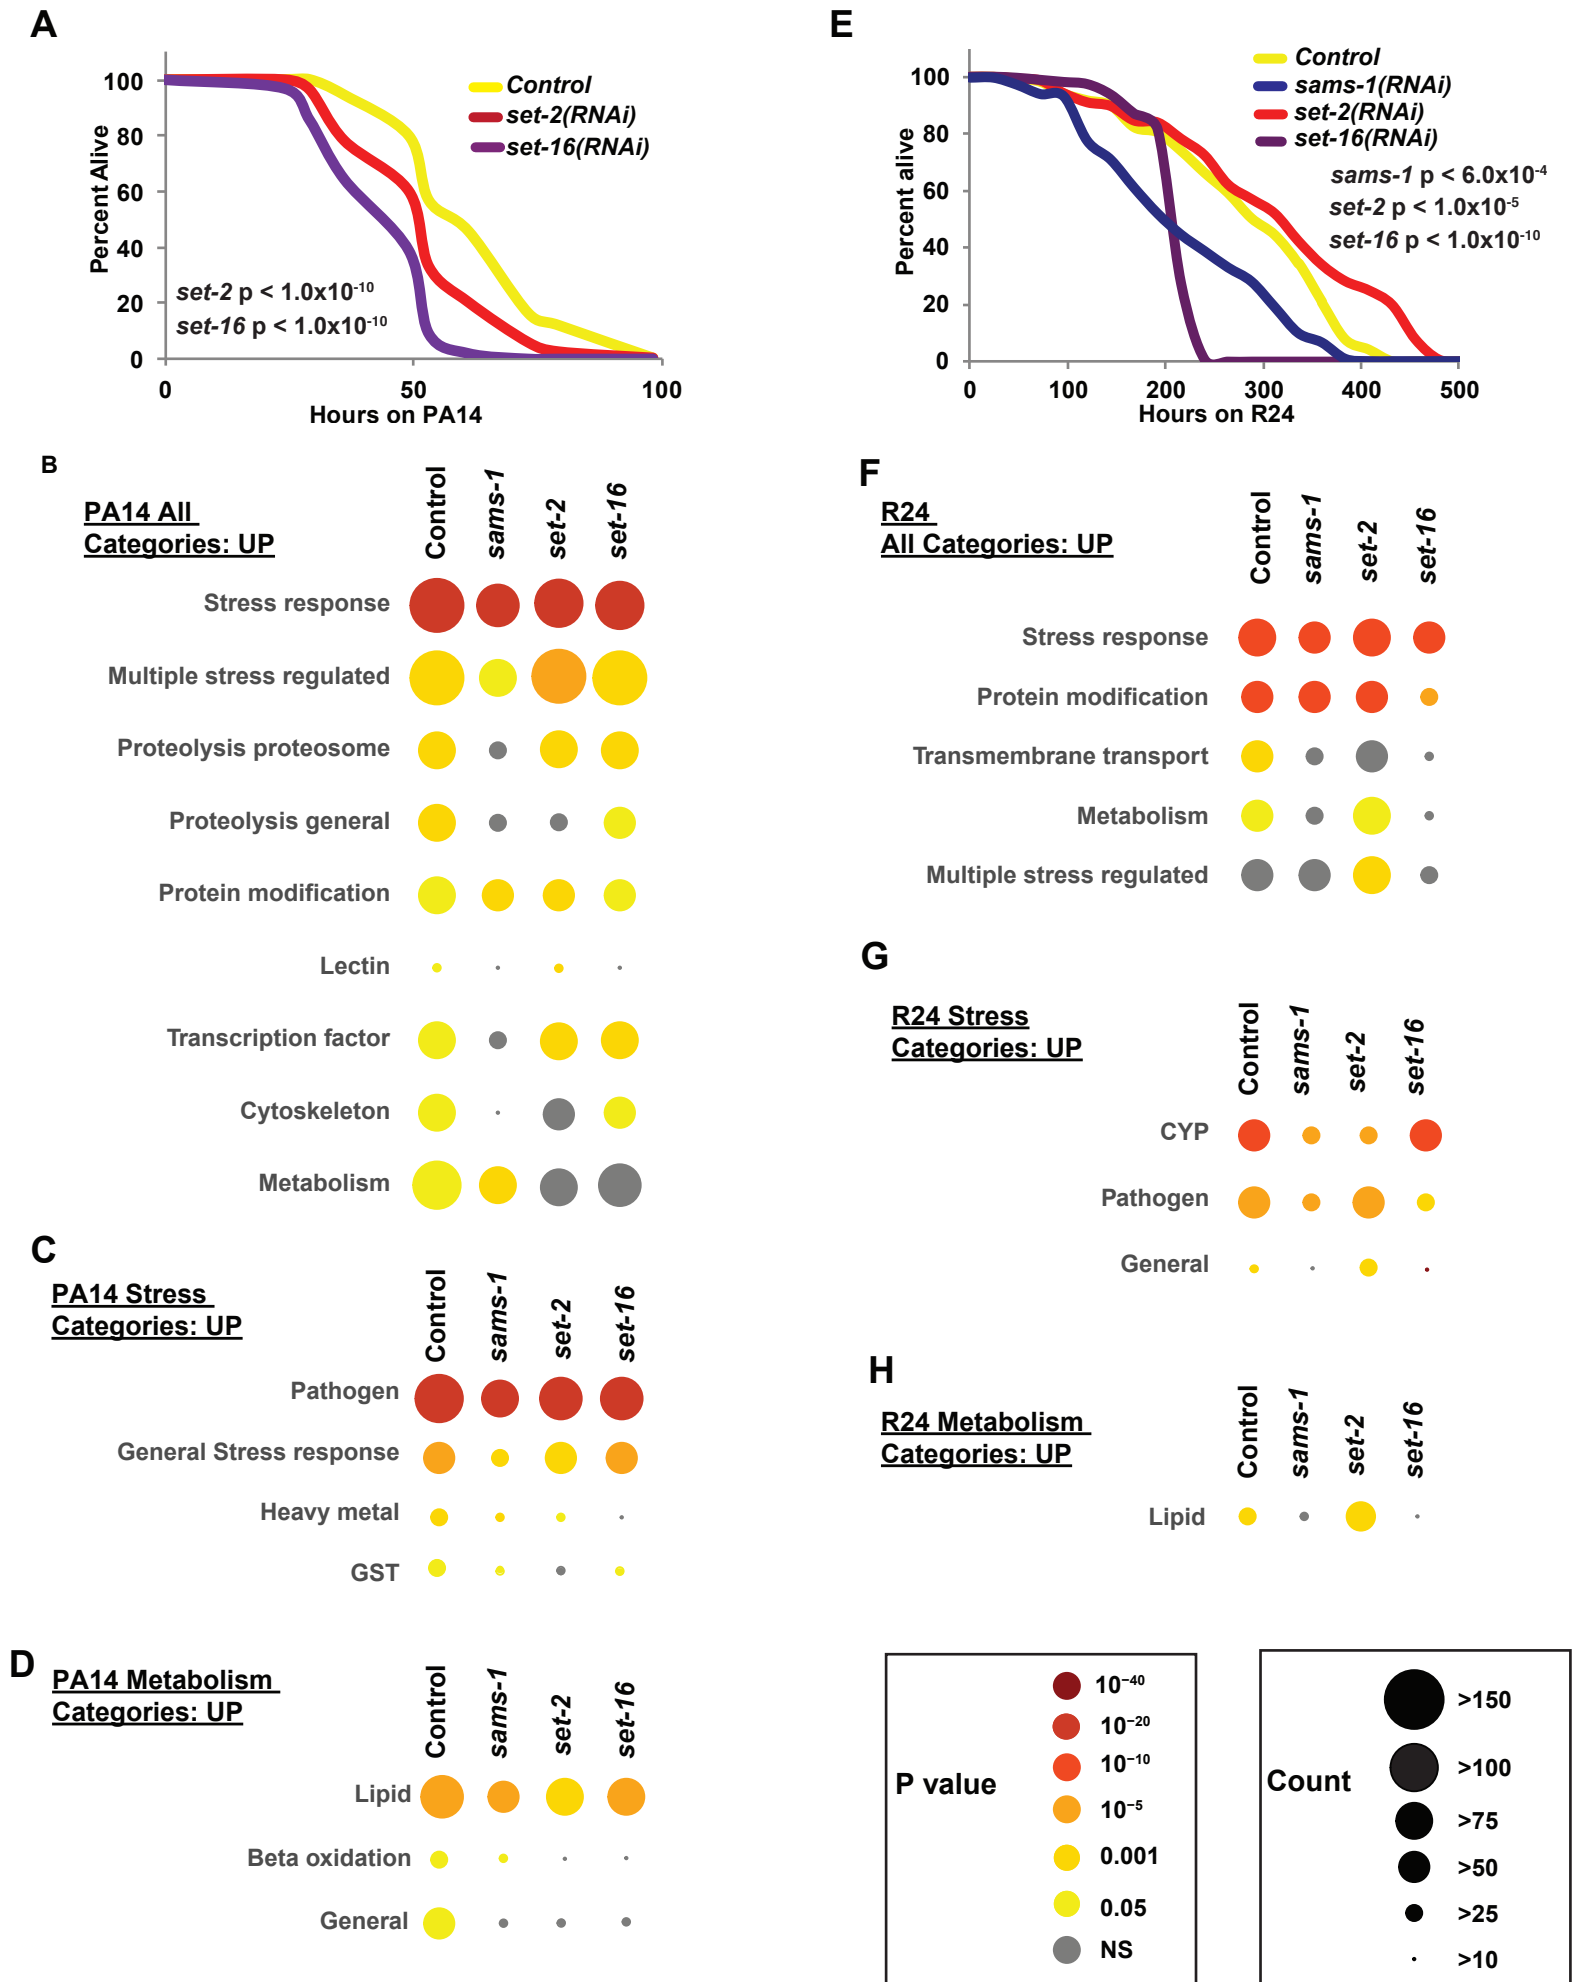 A
Control
set-2(RNAi)
set-16(RNAi)
Percent Alive
100
80
60
40
20
0
set-2 p < 1.0x10⁻¹⁰
set-16 p < 1.0x10⁻¹⁰
0 50 100
Hours on PA14
E
Control
sams-1(RNAi)
set-2(RNAi)
set-16(RNAi)
sams-1 p < 6.0x10⁻⁴
set-2 p < 1.0x10⁻⁵
set-16 p < 1.0x10⁻¹⁰
Percent alive
100
80
60
40
20
0
0 100 200 300 400 500
Hours on R24
B
PA14 All
Categories: UP
Control sams-1 set-2 set-16
Stress response
Multiple stress regulated
Proteolysis proteosome
Proteolysis general
Protein modification
Lectin
Transcription factor
Cytoskeleton
Metabolism
F
R24
All Categories: UP
Control sams-1 set-2 set-16
Stress response
Protein modification
Transmembrane transport
Metabolism
Multiple stress regulated
G
R24 Stress
Categories: UP
Control sams-1 set-2 set-16
CYP
Pathogen
General
C
PA14 Stress
Categories: UP
Control sams-1 set-2 set-16
Pathogen
General Stress response
Heavy metal
GST
H
R24 Metabolism
Categories: UP
Control sams-1 set-2 set-16
Lipid
D
PA14 Metabolism
Categories: UP
Control sams-1 set-2 set-16
Lipid
Beta oxidation
General
P value
10⁻⁴⁰
10⁻²⁰
10⁻¹⁰
10⁻⁵
0.001
0.05
NS
Count
>150
>100
>75
>50
>25
>10